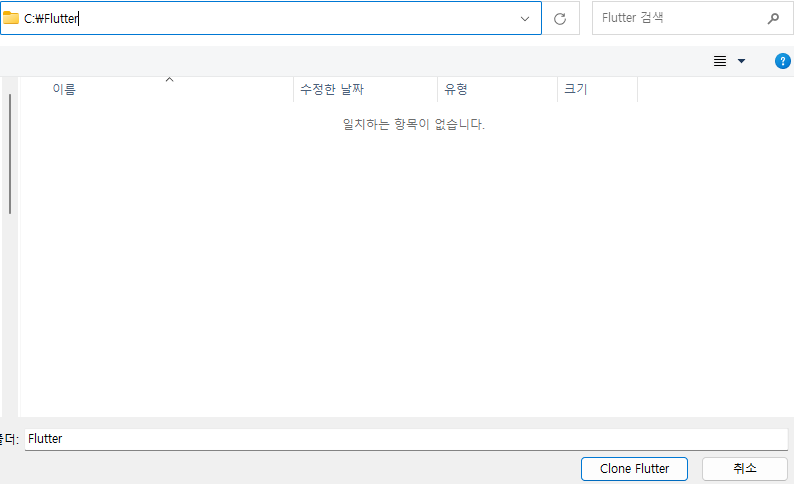 C:₩Flutter
Flutter 검색
이름 수정한 날짜 유형 크기
일치하는 항목이 없습니다.
더: Flutter
Clone Flutter 취소